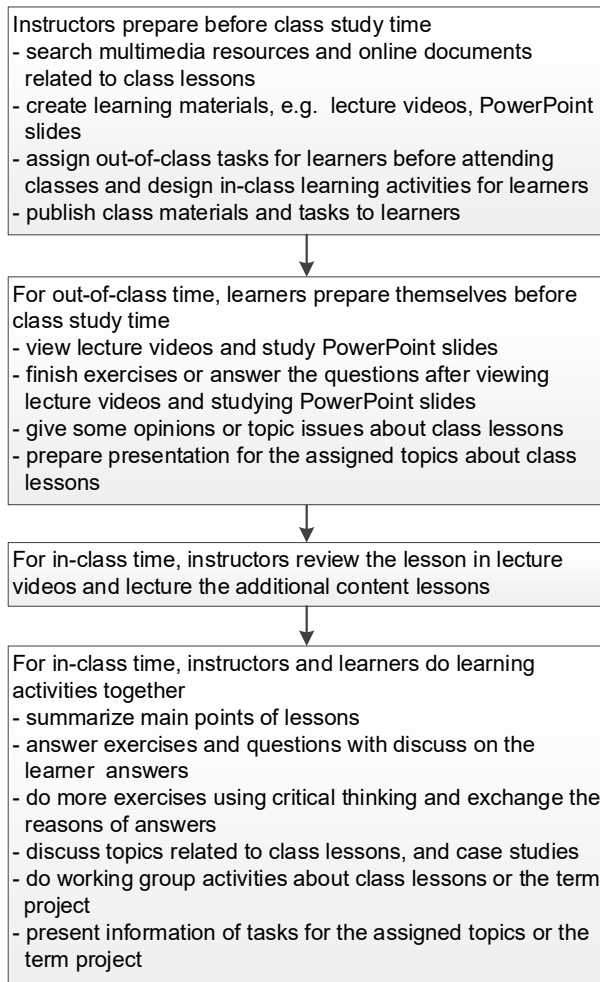 Instructors prepare before class study time
- search multimedia resources and online documents
related to class lessons
- create learning materials, e.g. lecture videos, PowerPoint
slides
- assign out-of-class tasks for learners before attending
classes and design in-class learning activities for learners
- publish class materials and tasks to learners
For out-of-class time, learners prepare themselves before
class study time
- view lecture videos and study PowerPoint slides
- finish exercises or answer the questions after viewing
lecture videos and studying PowerPoint slides
- give some opinions or topic issues about class lessons
- prepare presentation for the assigned topics about class
lessons
For in-class time, instructors review the lesson in lecture
videos and lecture the additional content lessons
For in-class time, instructors and learners do learning
activities together
- summarize main points of lessons
- answer exercises and questions with discuss on the
learner answers
- do more exercises using critical thinking and exchange the
reasons of answers
- discuss topics related to class lessons, and case studies
- do working group activities about class lessons or the term
project
- present information of tasks for the assigned topics or the
term project